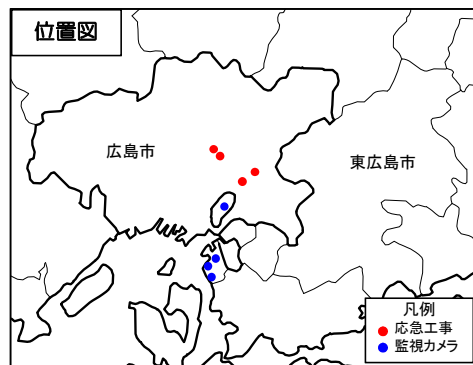 位置図
広島市
東広島市
凡例
応急工事
監視カメラ